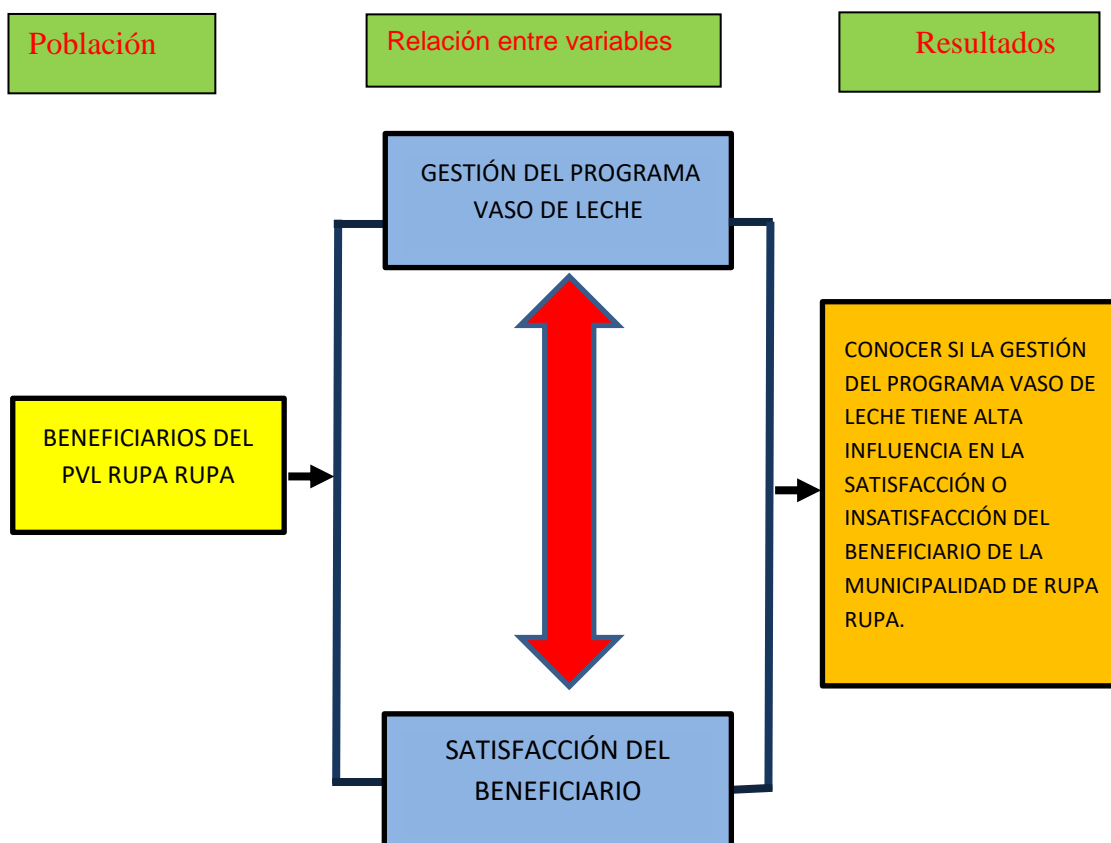 Población
Relación entre variables
Resultados
GESTIÓN DEL PROGRAMA
VASO DE LECHE
BENEFICIARIOS DEL
PVL RUPA RUPA
SATISFACCIÓN DEL
BENEFICIARIO
CONOCER SI LA GESTIÓN
DEL PROGRAMA VASO DE
LECHE TIENE ALTA
INFLUENCIA EN LA
SATISFACCIÓN O
INSATISFACCIÓN DEL
BENEFICIARIO DE LA
MUNICIPALIDAD DE RUPA
RUPA.